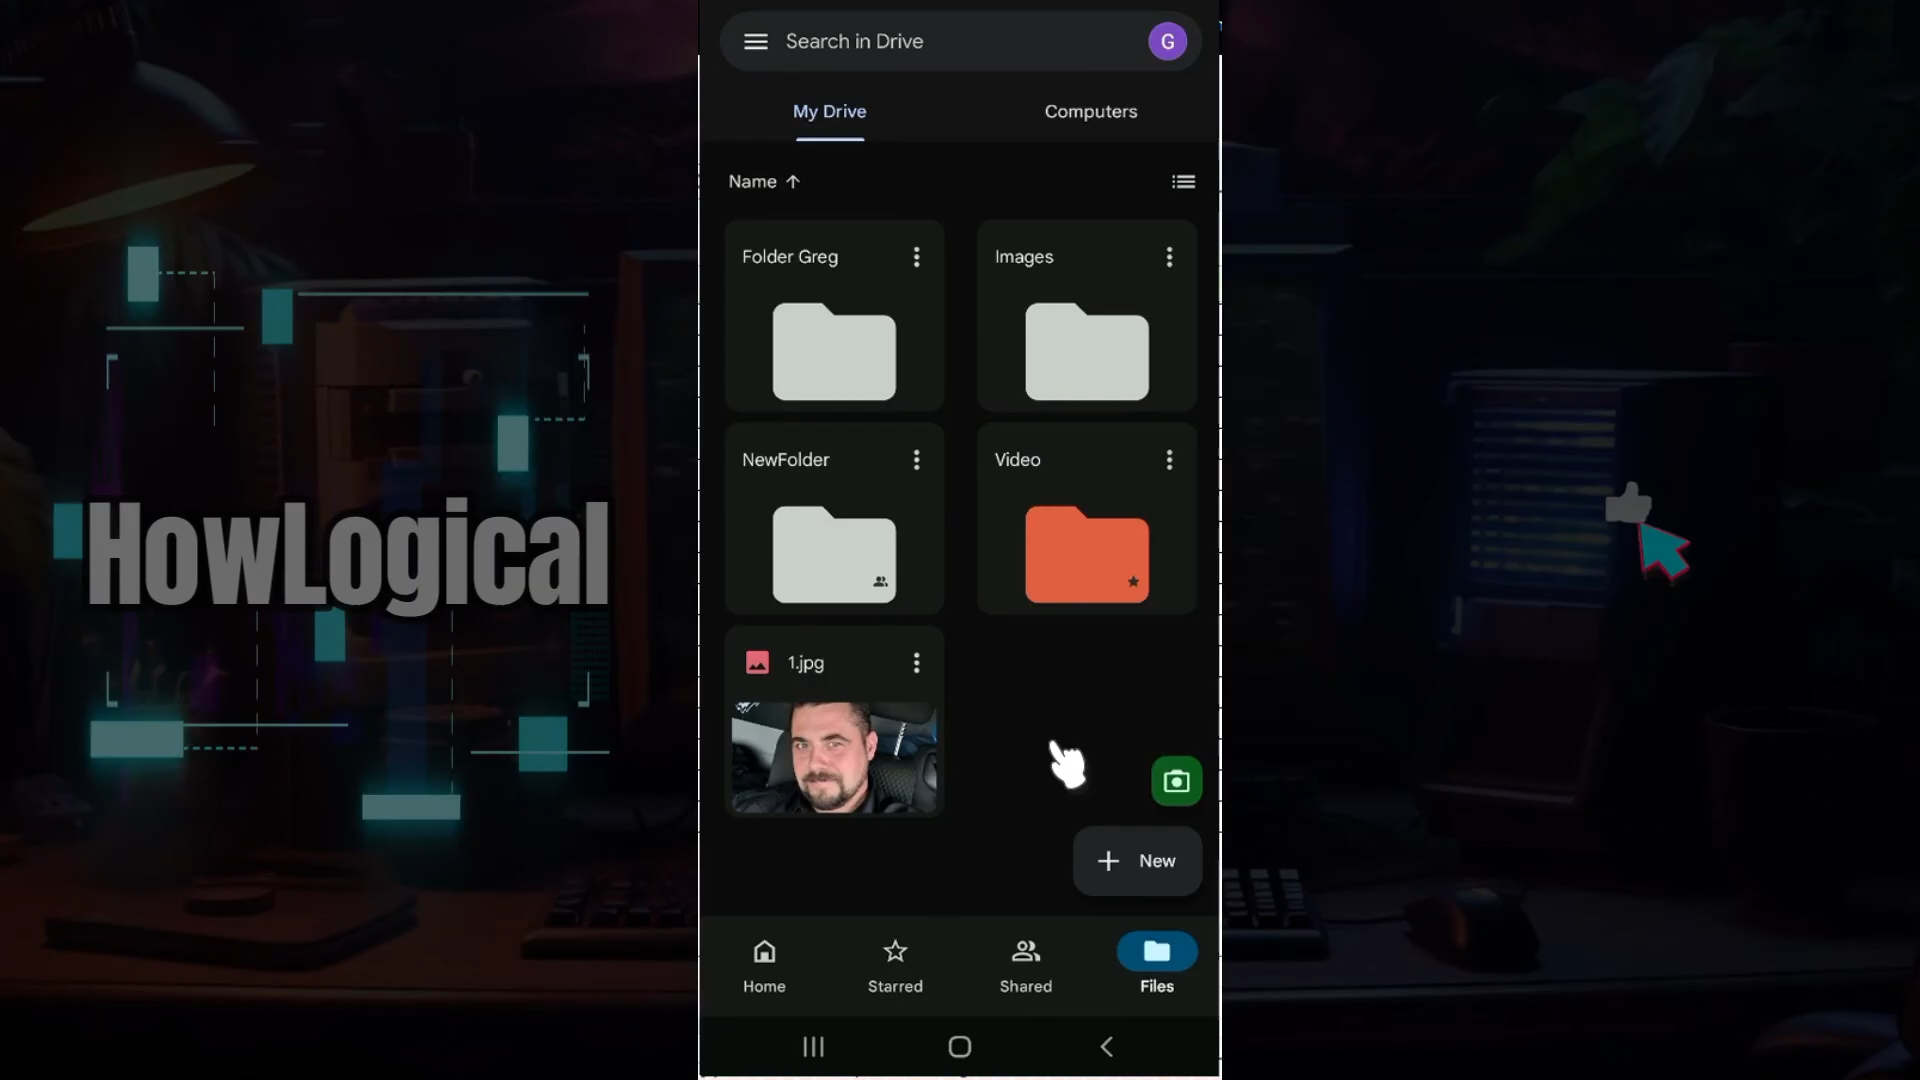 Search in Drive
G
My Drive
Computers
Name
Folder Greg
Images
NewFolder
Video
1.jpg
HowLogical
New
Home
Starred
Shared
Files